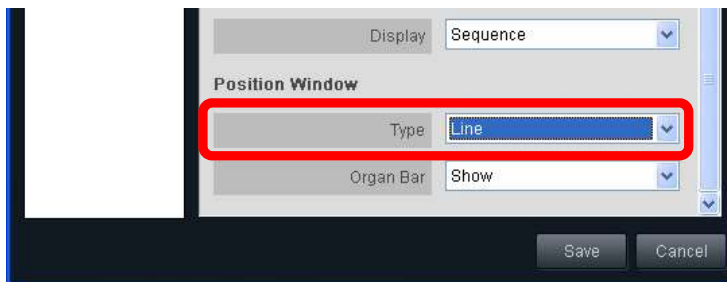 Display Sequence
Position Window
Type Line
Organ Bar Show
Save Cancel